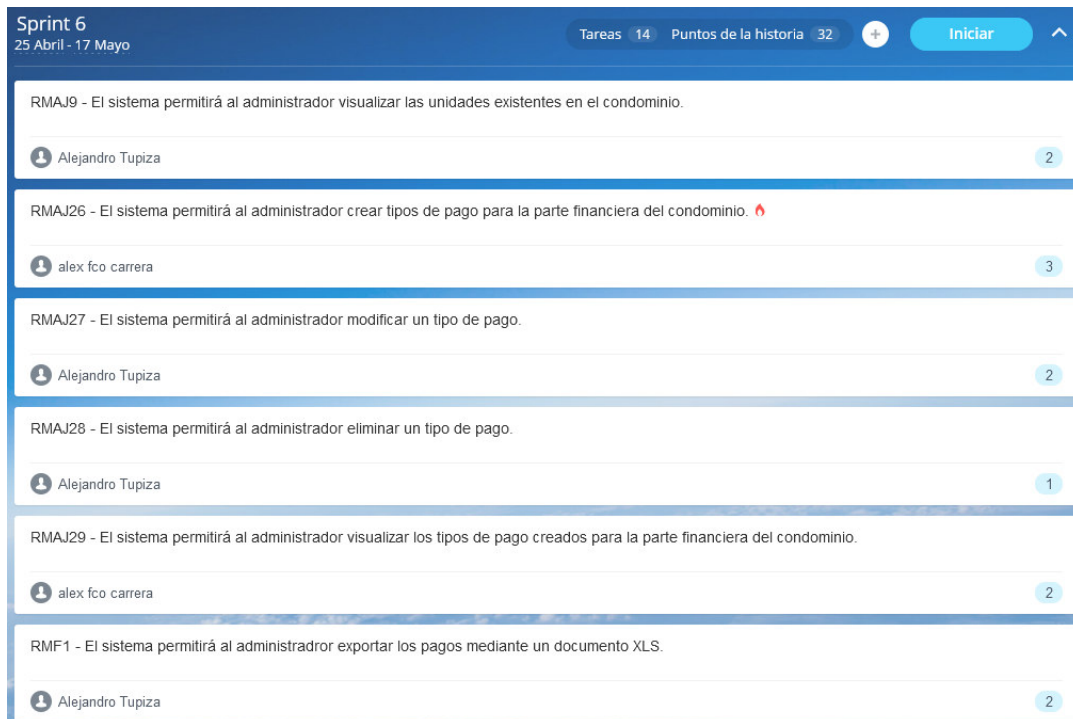 Sprint 6
25 Abril - 17 Mayo
Tareas 14 Puntos de la historia 32 + Iniciar
RMAJ9 - El sistema permitirá al administrador visualizar las unidades existentes en el condominio.
Alejandro Tupiza 2
RMAJ26 - El sistema permitirá al administrador crear tipos de pago para la parte financiera del condominio.
alex fco carrera 3
RMAJ27 - El sistema permitirá al administrador modificar un tipo de pago.
Alejandro Tupiza 2
RMAJ28 - El sistema permitirá al administrador eliminar un tipo de pago.
Alejandro Tupiza 1
RMAJ29 - El sistema permitirá al administrador visualizar los tipos de pago creados para la parte financiera del condominio.
alex fco carrera 2
RMF1 - El sistema permitirá al administradror exportar los pagos mediante un documento XLS.
Alejandro Tupiza 2